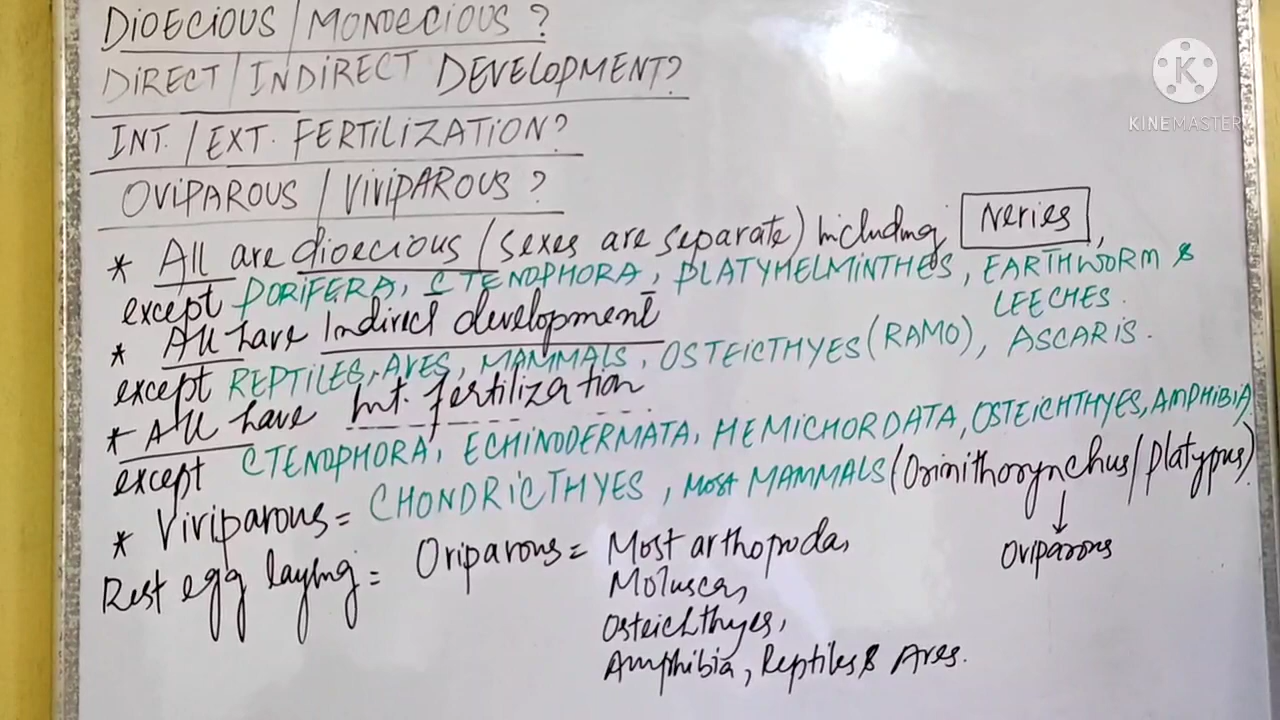 DIOECIOUS / MONOECIOUS ?
DIRECT / INDIRECT DEVELOPMENT?
INT. / EXT. FERTILIZATION?
OVIPAROUS / VIVIPAROUS ?
* All are dioecious (sexes are separate) including Neries,
except PORIFERA, CTENOPHORA, PLATYHELMINTHES, EARTHWORM &
LEECHES.
* All have Indirect development
except REPTILES, AVES, MAMMALS, OSTEICTHYES (RAMO), ASCARIS.
* All have Int. fertilization
except CTENOPHORA, ECHINODERMATA, HEMICHORDATA, OSTEICHTHYES, AMPHIBIA
* Viviparous = CHONDRICTHYES, MOST MAMMALS (Orinithorynchus/platypus)
↓
Oviparous
Rest egg laying = Oviparous = Most arthopoda,
Molusca,
Osteichthyes,
Amphibia, Reptiles & Aves.
KINEMASTER